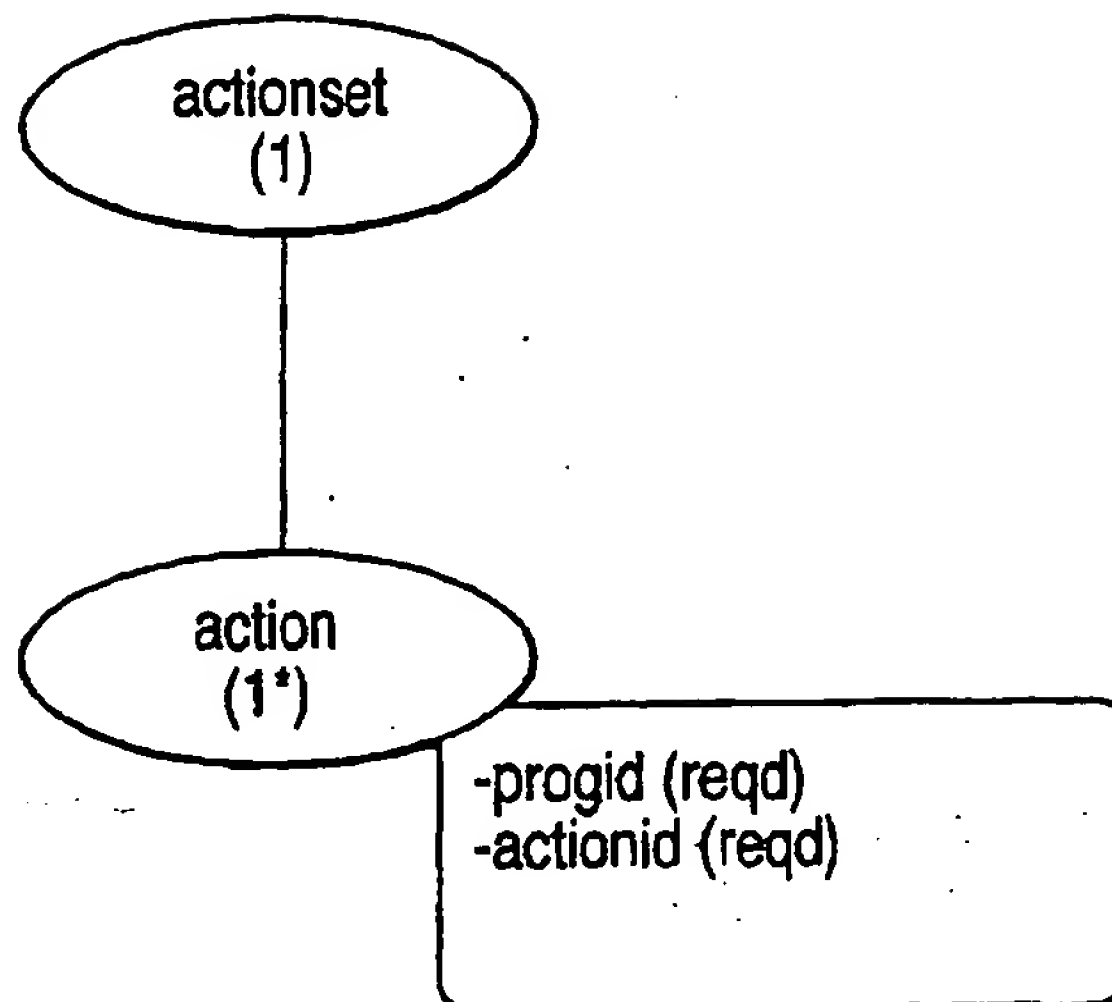 actionset
(1)
action
(1*)
-progid (reqd)
-actionid (reqd)